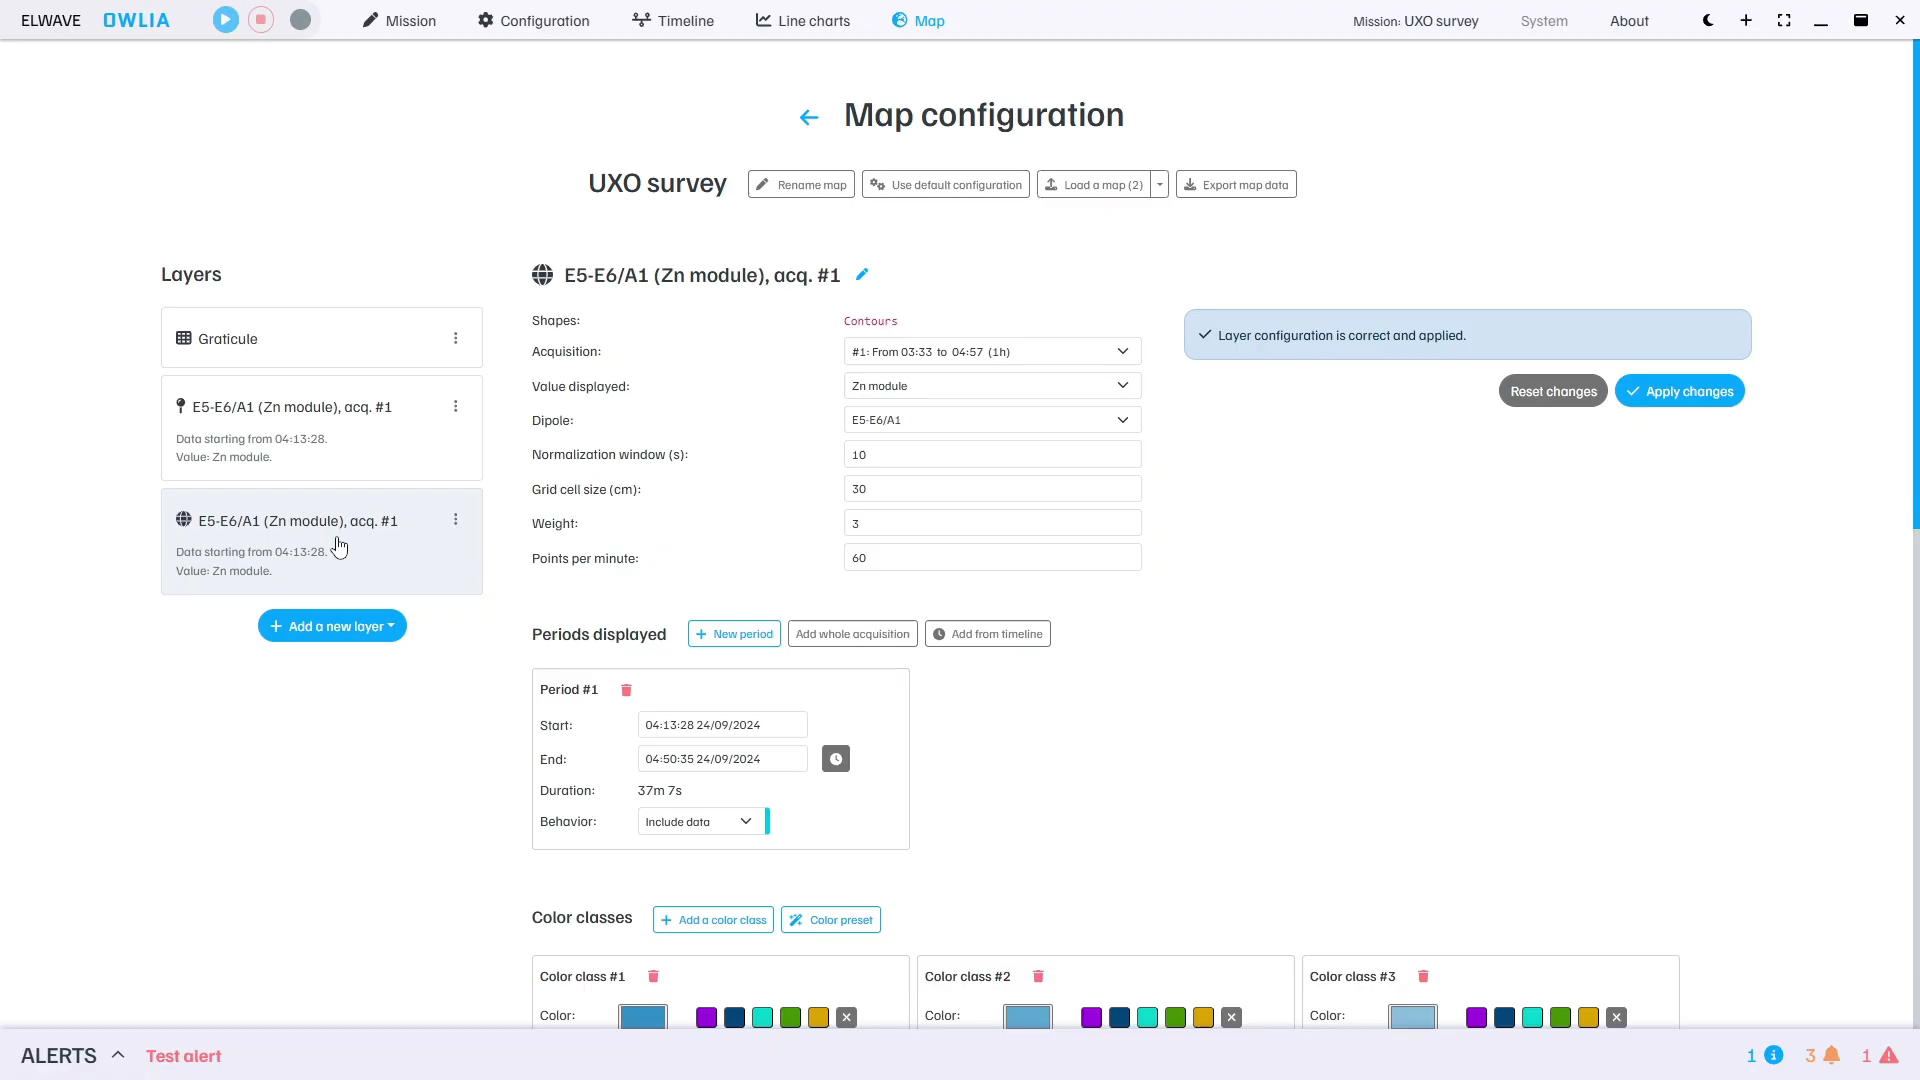 ELWAVE OWLIA Mission Configuration Timeline Line charts Map Mission: UXO survey System About
Map configuration
UXO survey Rename map Use default configuration Load a map (2) Export map data
Layers
Graticule
E5-E6/A1 (Zn module), acq. #1
Data starting from 04:13:28.
Value: Zn module.
E5-E6/A1 (Zn module), acq. #1
Data starting from 04:13:28.
Value: Zn module.
+ Add a new layer
E5-E6/A1 (Zn module), acq. #1
Shapes: Contours
Acquisition: #1: From 03:33 to 04:57 (1h)
Value displayed: Zn module
Dipole: E5-E6/A1
Normalization window (s): 10
Grid cell size (cm): 30
Weight: 3
Points per minute: 60
Layer configuration is correct and applied.
Reset changes Apply changes
Periods displayed + New period Add whole acquisition Add from timeline
Period #1
Start: 04:13:28 24/09/2024
End: 04:50:35 24/09/2024
Duration: 37m 7s
Behavior: Include data
Color classes + Add a color class Color preset
Color class #1 Color class #2 Color class #3
Color: Color: Color:
ALERTS Test alert 1 3 1